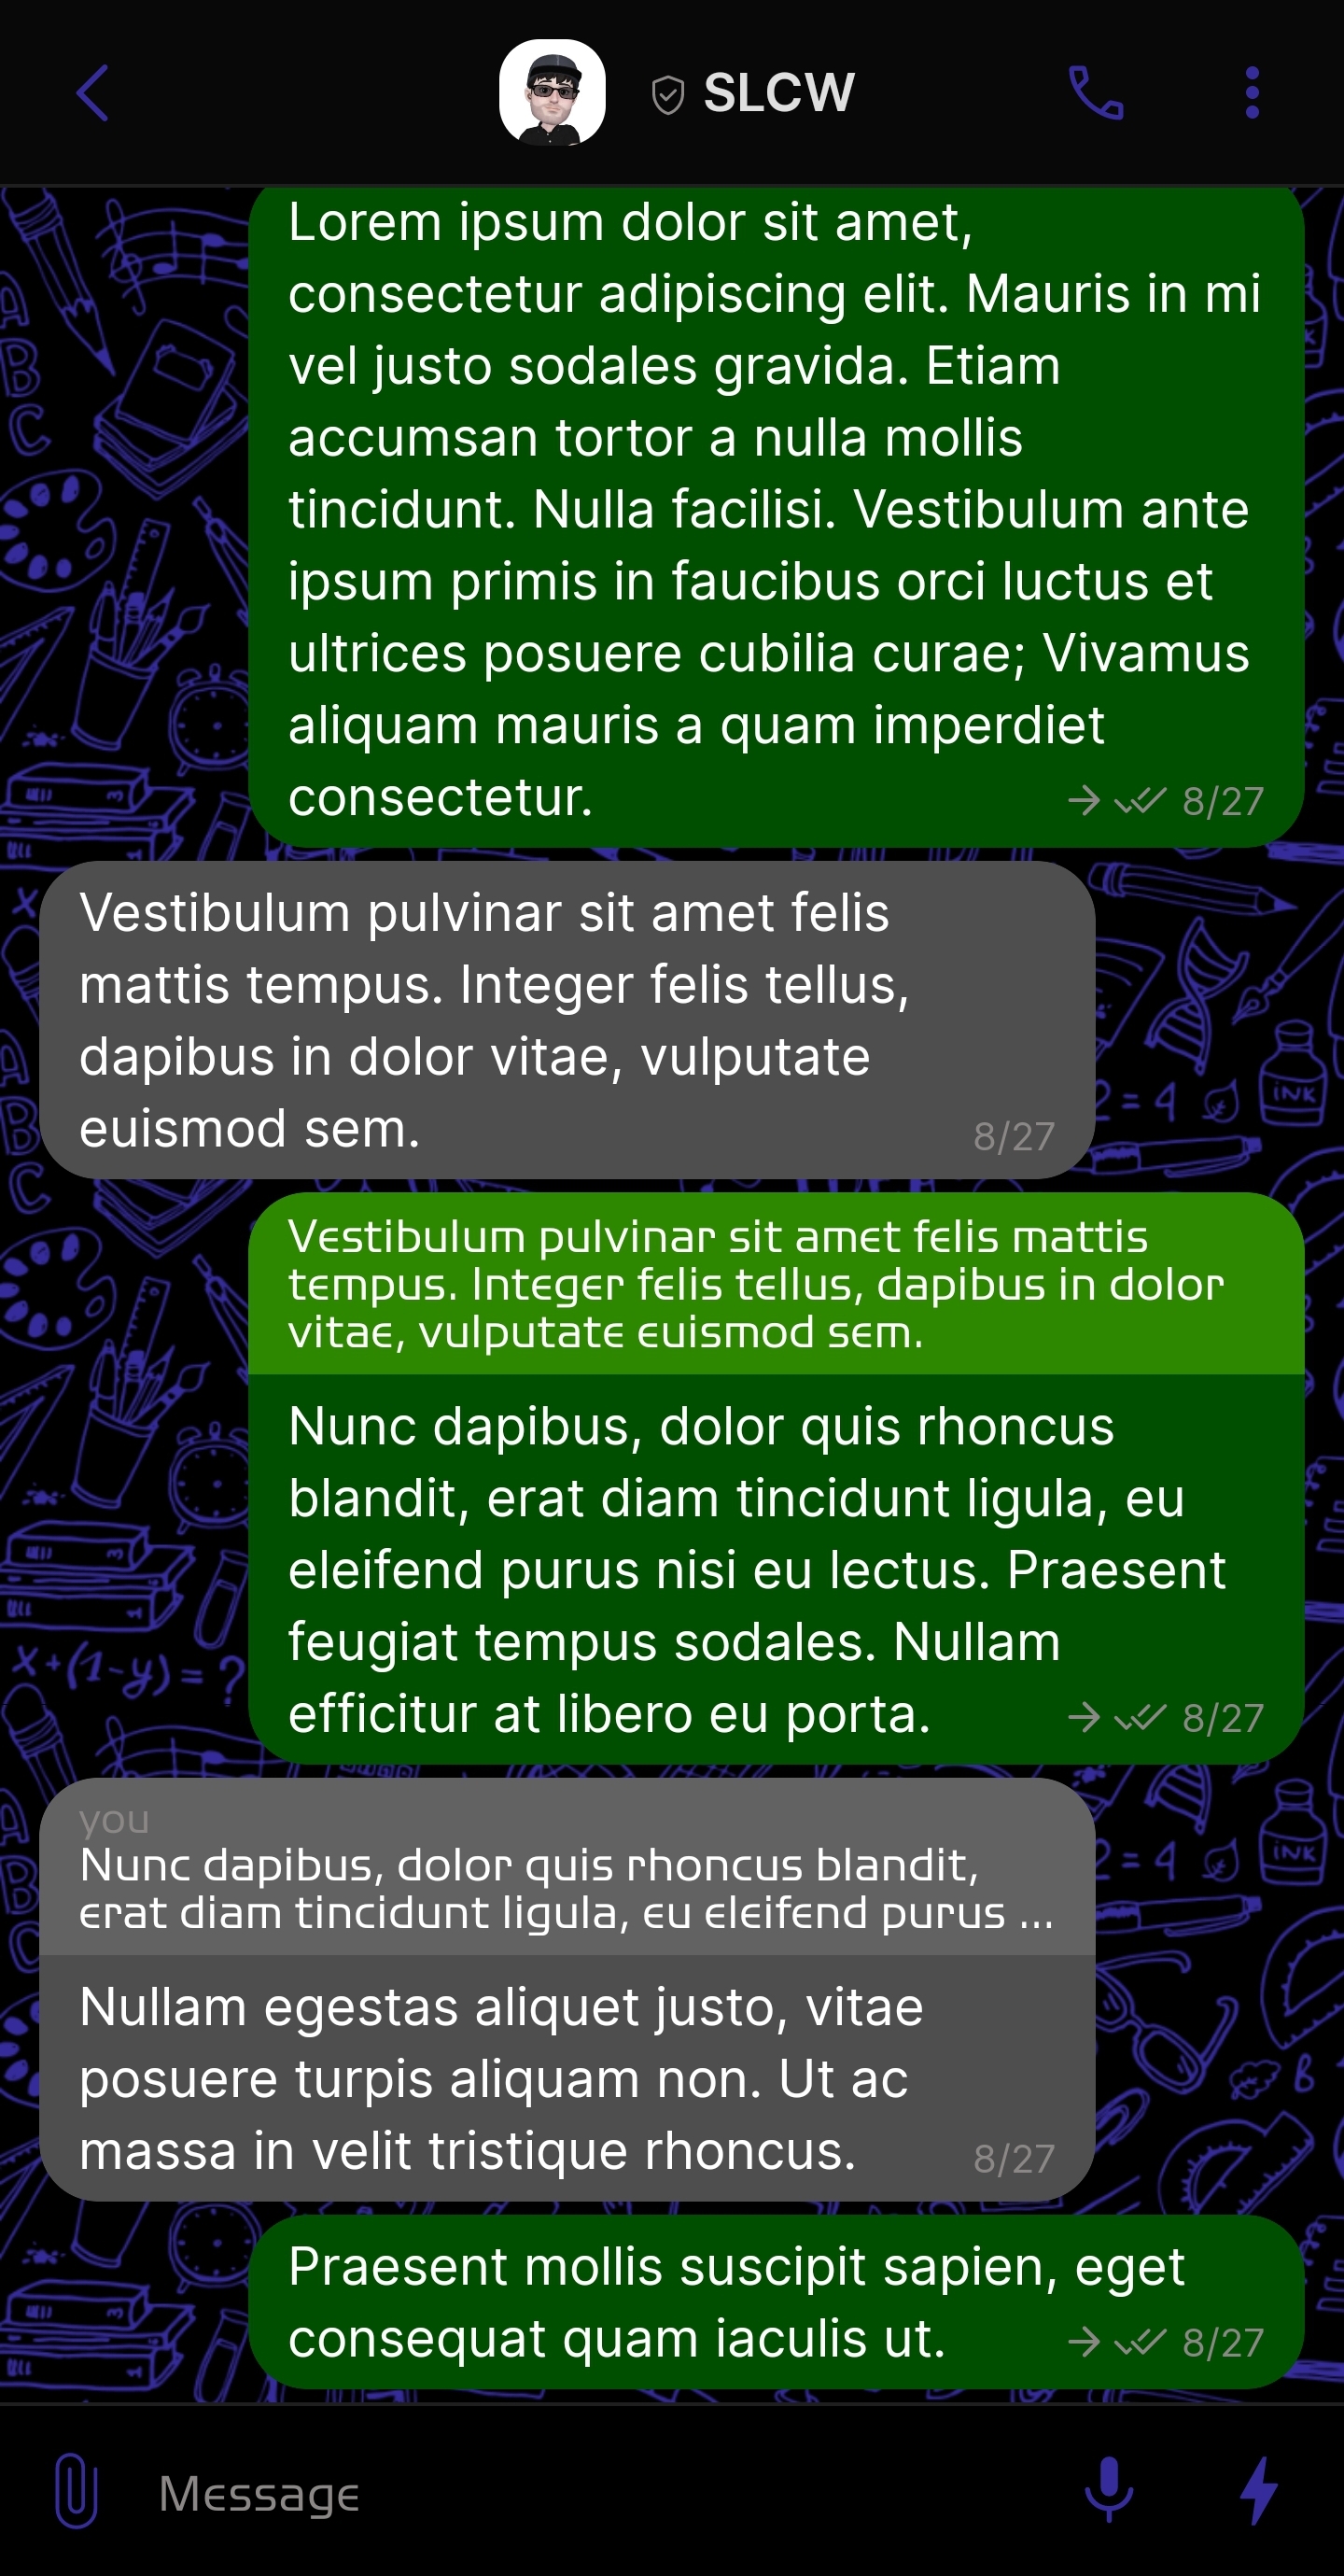 SLCW
Lorem ipsum dolor sit amet,
consectetur adipiscing elit. Mauris in mi
vel justo sodales gravida. Etiam
accumsan tortor a nulla mollis
tincidunt. Nulla facilisi. Vestibulum ante
ipsum primis in faucibus orci luctus et
ultrices posuere cubilia curae; Vivamus
aliquam mauris a quam imperdiet
consectetur.
8/27
Vestibulum pulvinar sit amet felis
mattis tempus. Integer felis tellus,
dapibus in dolor vitae, vulputate
euismod sem.
8/27
Vestibulum pulvinar sit amet felis mattis
tempus. Integer felis tellus, dapibus in dolor
vitae, vulputate euismod sem.
Nunc dapibus, dolor quis rhoncus
blandit, erat diam tincidunt ligula, eu
eleifend purus nisi eu lectus. Praesent
feugiat tempus sodales. Nullam
efficitur at libero eu porta.
8/27
you
Nunc dapibus, dolor quis rhoncus blandit,
erat diam tincidunt ligula, eu eleifend purus ...
Nullam egestas aliquet justo, vitae
posuere turpis aliquam non. Ut ac
massa in velit tristique rhoncus.
8/27
Praesent mollis suscipit sapien, eget
consequat quam iaculis ut.
8/27
Message
A
B
C
2 = 4
INK
x+(1-y)=?
B